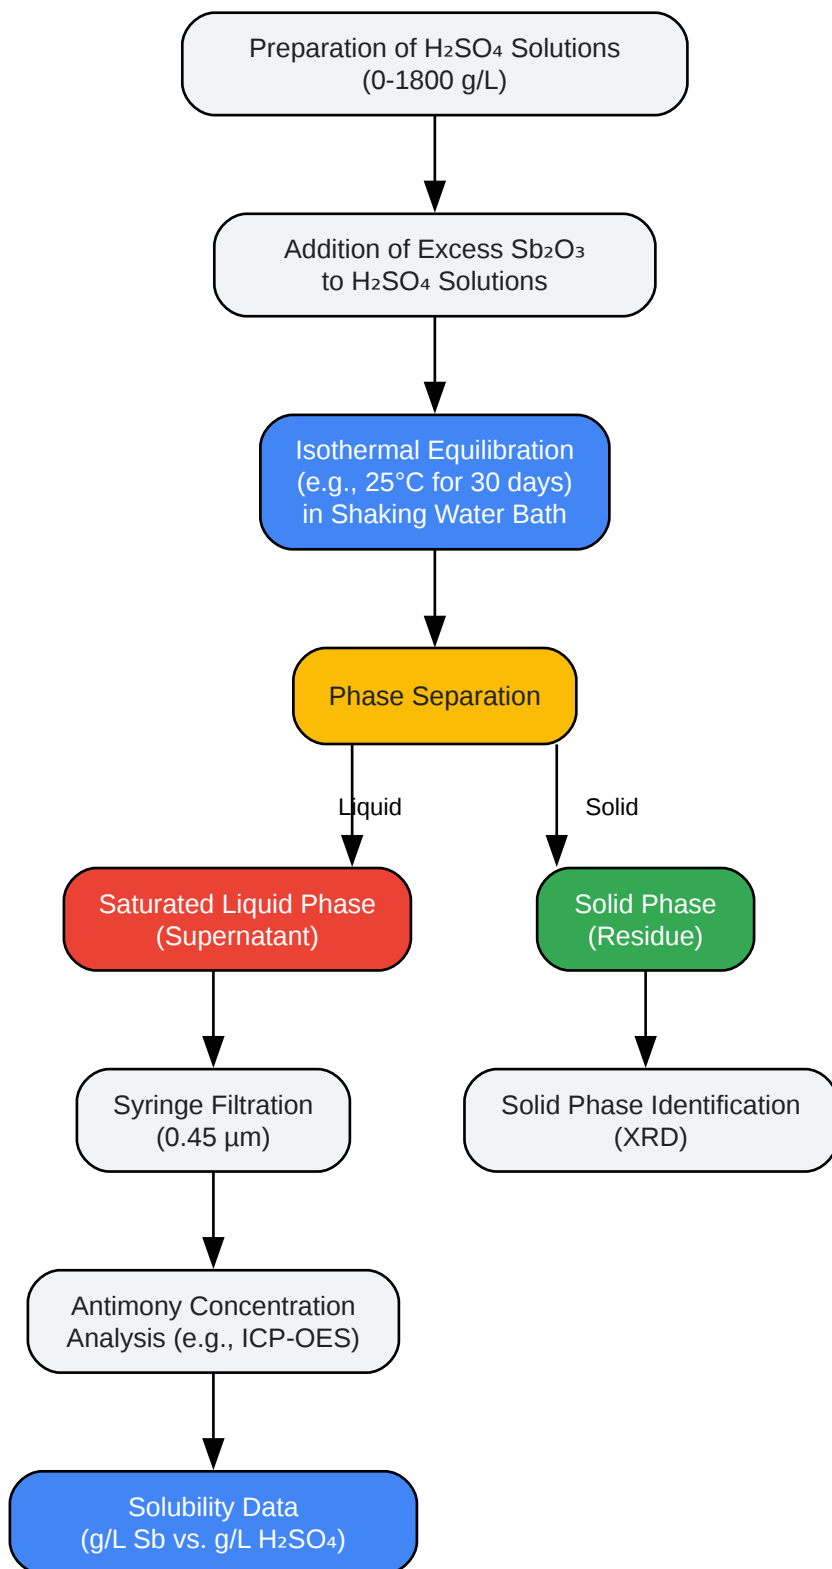 Preparation of H₂SO₄ Solutions
(0-1800 g/L)
Addition of Excess Sb₂O₃
to H₂SO₄ Solutions
Isothermal Equilibration
(e.g., 25°C for 30 days)
in Shaking Water Bath
Phase Separation
Liquid
Solid
Saturated Liquid Phase
(Supernatant)
Solid Phase
(Residue)
Syringe Filtration
(0.45 µm)
Solid Phase Identification
(XRD)
Antimony Concentration
Analysis (e.g., ICP-OES)
Solubility Data
(g/L Sb vs. g/L H₂SO₄)